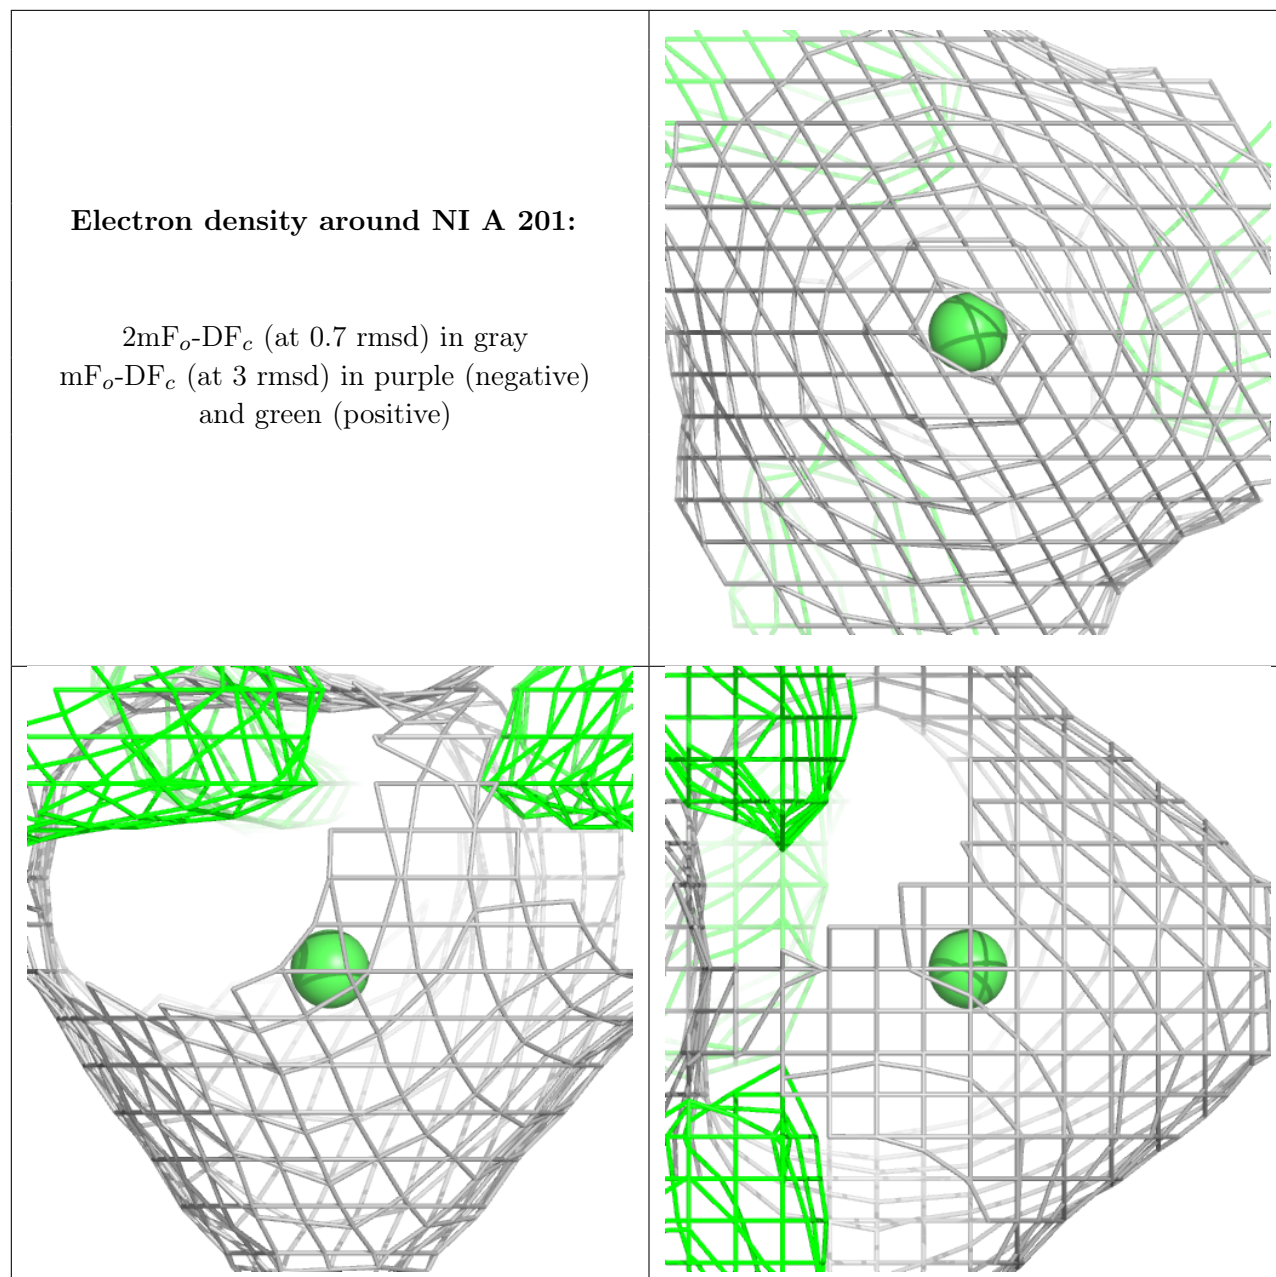 Electron density around NI A 201:
2mFo-DFc (at 0.7 rmsd) in gray
mFo-DFc (at 3 rmsd) in purple (negative)
and green (positive)